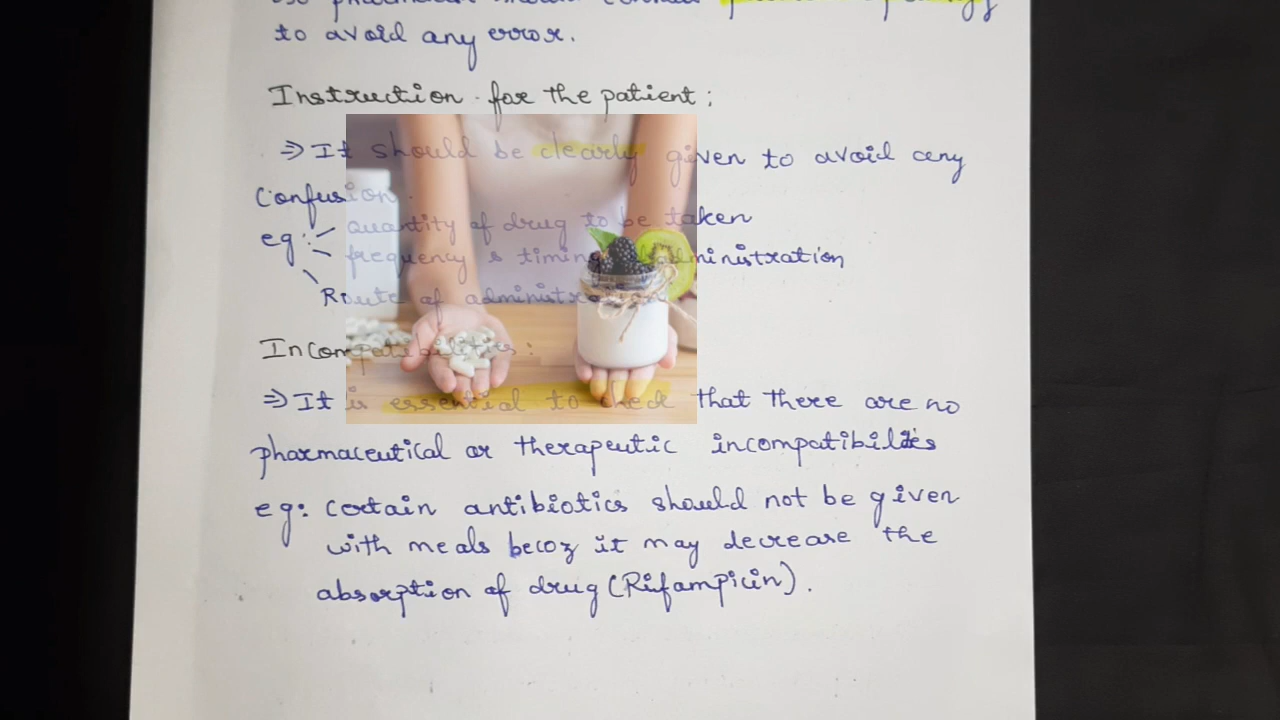 to avoid any error.
Instruction for the patient;
⇒ It should be clearly given to avoid any
confusion.
eg: quantity of drug to be taken
frequency & timing administration
Route of
Incompatibilities:
⇒ It is essential to check that there are no
pharmaceutical or therapeutic incompatibilities
eg: certain antibiotics should not be given
with meals becoz it may decrease the
absorption of drug (Rifampicin).